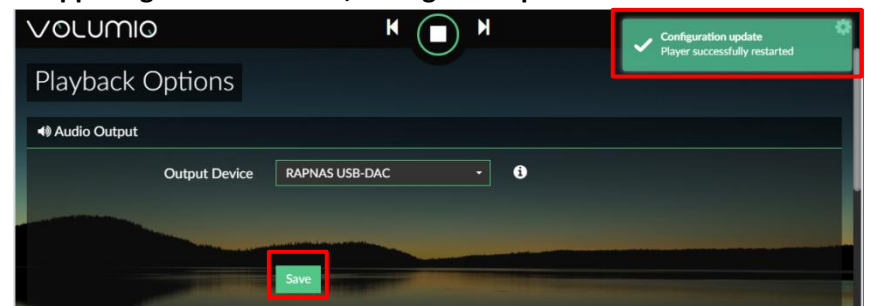 VOLUMIO
Configuration update
Player successfully restarted
Playback Options
Audio Output
Output Device RAPNAS USB-DAC
Save